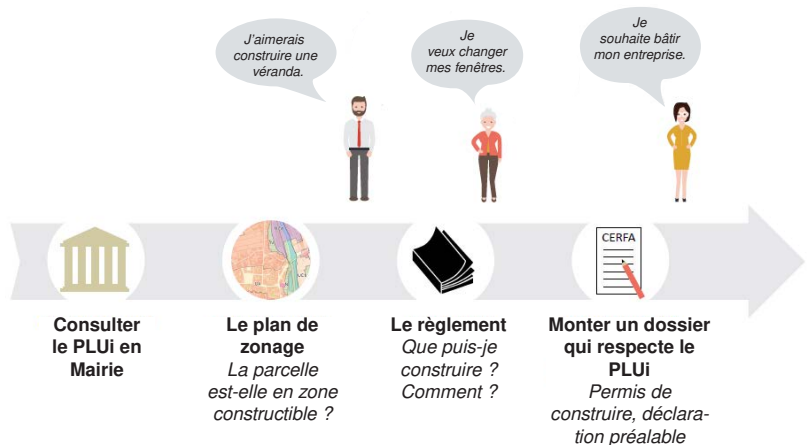 J'aimerais
construire une
véranda.
Je
veux changer
mes fenêtres.
Je
souhaite bâtir
mon entreprise.
CERFA
Consulter
le PLUi en
Mairie
Le plan de
zonage
La parcelle
est-elle en zone
constructible ?
Le règlement
Que puis-je
construire ?
Comment ?
Monter un dossier
qui respecte le
PLUi
Permis de
construire, déclara-
tion préalable